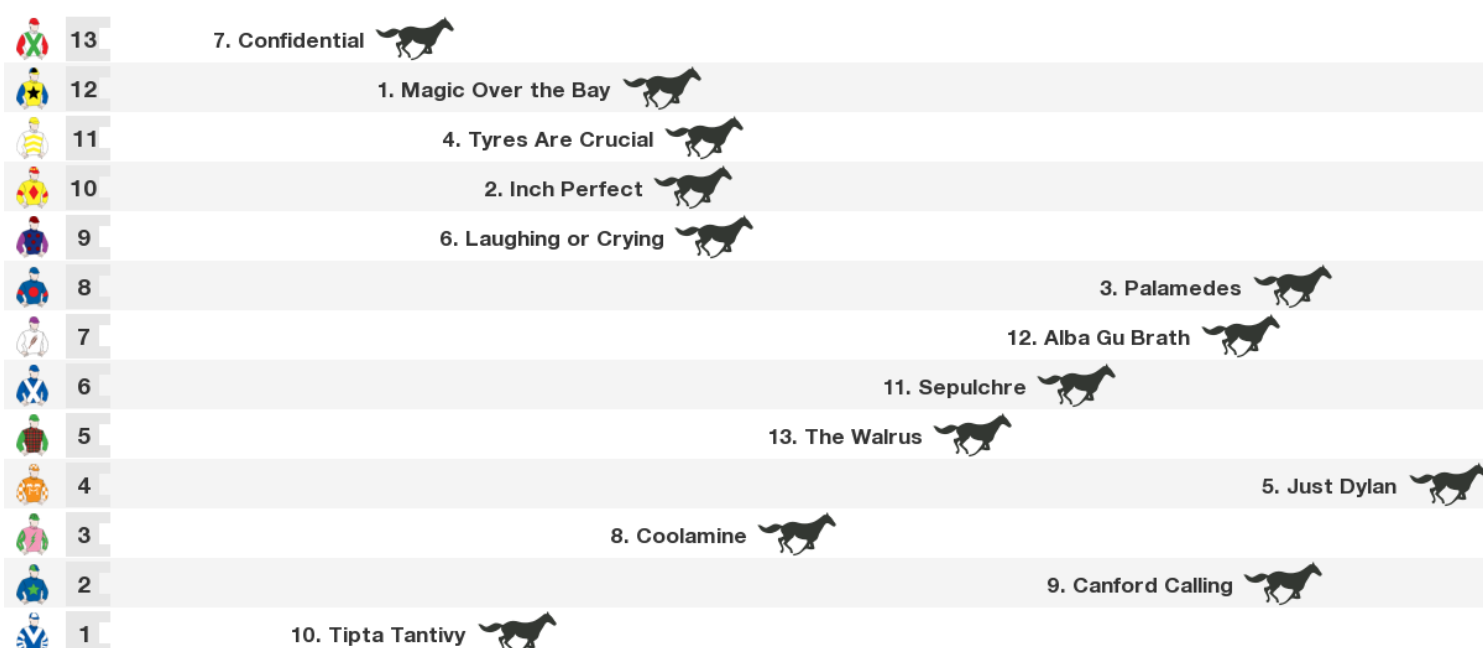 13 7. Confidential
12 1. Magic Over the Bay
11 4. Tyres Are Crucial
10 2. Inch Perfect
9 6. Laughing or Crying
8 3. Palamedes
7 12. Alba Gu Brath
6 11. Sepulchre
5 13. The Walrus
4 5. Just Dylan
3 8. Coolamine
2 9. Canford Calling
1 10. Tipta Tantivy